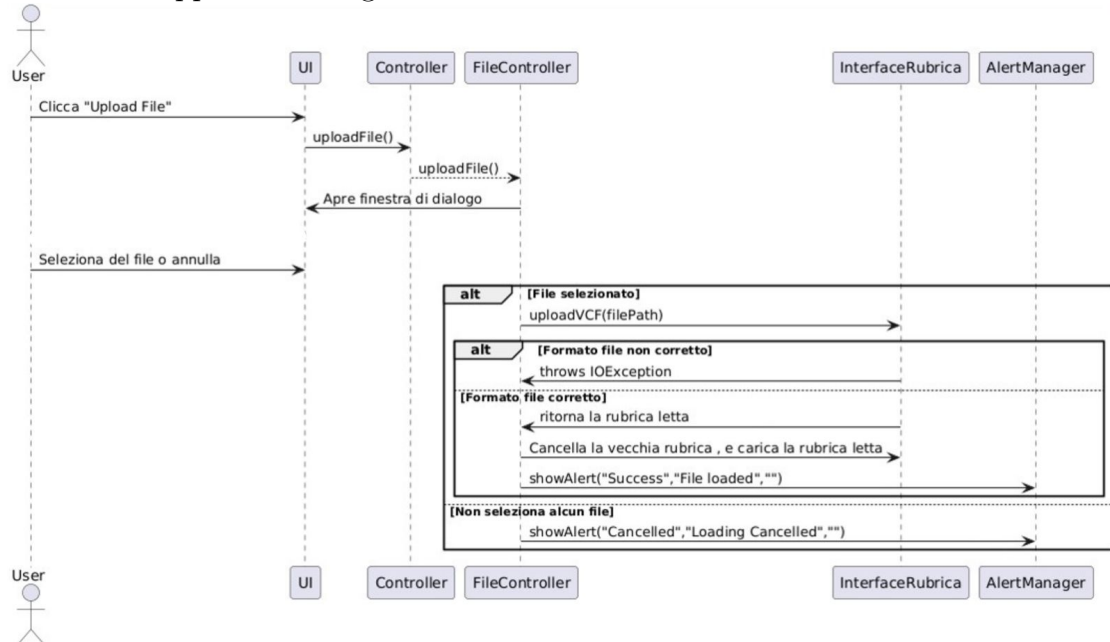 User
UI
Controller
FileController
InterfaceRubrica
AlertManager
Clicca "Upload File"
uploadFile()
uploadFile()
Apre finestra di dialogo
Seleziona del file o annulla
alt [File selezionato]
uploadVCF(filePath)
alt [Formato file non corretto]
throws IOException
[Formato file corretto]
ritorna la rubrica letta
Cancella la vecchia rubrica , e carica la rubrica letta
showAlert("Success","File loaded","")
[Non seleziona alcun file]
showAlert("Cancelled","Loading Cancelled","")
User
UI
Controller
FileController
InterfaceRubrica
AlertManager